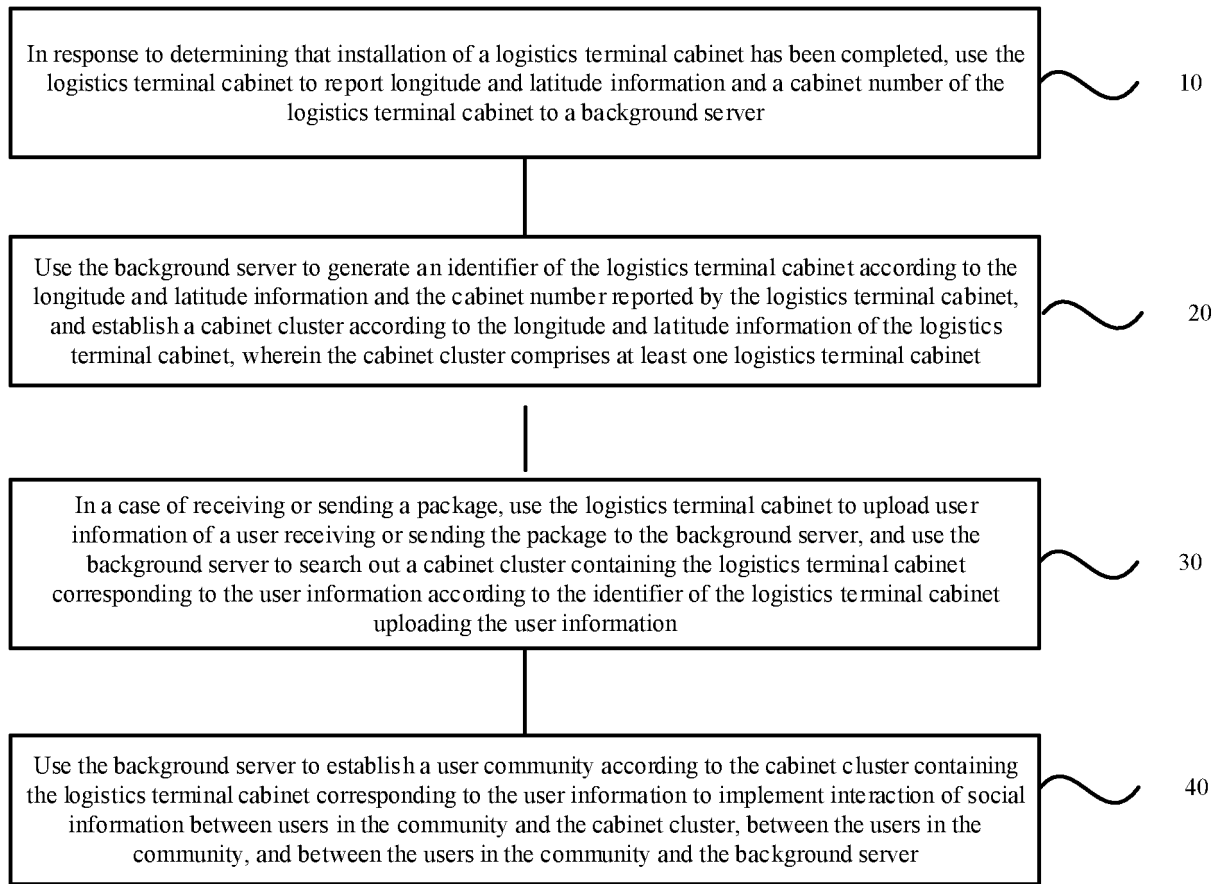 In response to determining that installation of a logistics terminal cabinet has been completed, use the
logistics terminal cabinet to report longitude and latitude information and a cabinet number of the
logistics terminal cabinet to a background server
10
Use the background server to generate an identifier of the logistics terminal cabinet according to the
longitude and latitude information and the cabinet number reported by the logistics terminal cabinet,
and establish a cabinet cluster according to the longitude and latitude information of the logistics
terminal cabinet, wherein the cabinet cluster comprises at least one logistics terminal cabinet
20
In a case of receiving or sending a package, use the logistics terminal cabinet to upload user
information of a user receiving or sending the package to the background server, and use the
background server to search out a cabinet cluster containing the logistics terminal cabinet
corresponding to the user information according to the identifier of the logistics terminal cabinet
uploading the user information
30
Use the background server to establish a user community according to the cabinet cluster containing
the logistics terminal cabinet corresponding to the user information to implement interaction of social
information between users in the community and the cabinet cluster, between the users in the
community, and between the users in the community and the background server
40